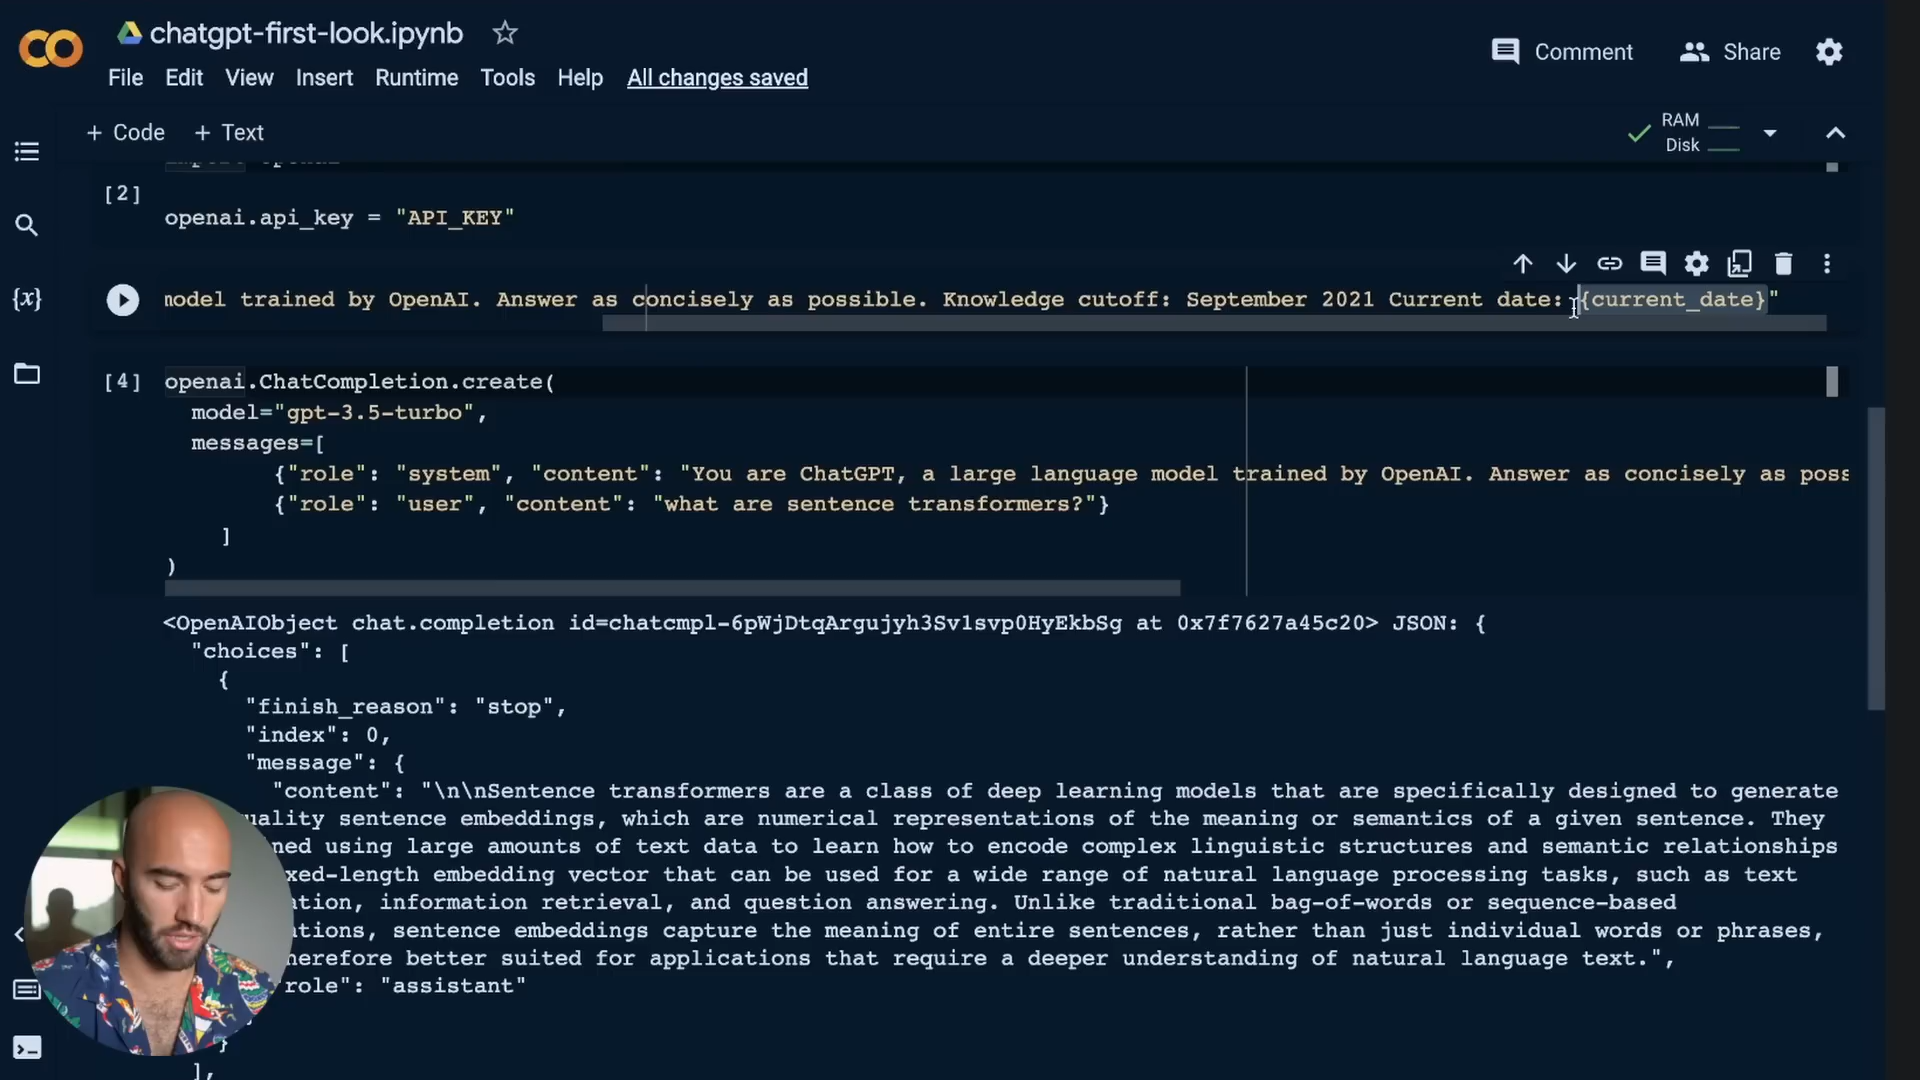 chatgpt-first-look.ipynb
Comment
Share
File Edit View Insert Runtime Tools Help All changes saved
+ Code + Text
RAM
Disk
[2]
openai.api_key = "API_KEY"
model trained by OpenAI. Answer as concisely as possible. Knowledge cutoff: September 2021 Current date: {current_date}"
[4]
openai.ChatCompletion.create(
model="gpt-3.5-turbo",
messages=[
{"role": "system", "content": "You are ChatGPT, a large language model trained by OpenAI. Answer as concisely as poss
{"role": "user", "content": "what are sentence transformers?"}
]
)
<OpenAIObject chat.completion id=chatcmpl-6pWjDtqArgujyh3Sv1svp0HyEkbSg at 0x7f7627a45c20> JSON: {
"choices": [
{
"finish_reason": "stop",
"index": 0,
"message": {
"content": "\n\nSentence transformers are a class of deep learning models that are specifically designed to generate
uality sentence embeddings, which are numerical representations of the meaning or semantics of a given sentence. They
ned using large amounts of text data to learn how to encode complex linguistic structures and semantic relationships
xed-length embedding vector that can be used for a wide range of natural language processing tasks, such as text
ation, information retrieval, and question answering. Unlike traditional bag-of-words or sequence-based
tions, sentence embeddings capture the meaning of entire sentences, rather than just individual words or phrases,
herefore better suited for applications that require a deeper understanding of natural language text.",
role": "assistant"
}
],